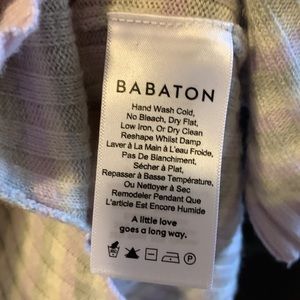 BABATON
Hand Wash Cold,
No Bleach, Dry Flat,
Low Iron, Or Dry Clean
Reshape Whilst Damp
Laver À La Main À L'eau Froide,
Pas De Blanchiment,
Sécher À Plat,
Repasser À Basse Température,
Ou Nettoyer À Sec
Remodeler Pendant Que
L'article Est Encore Humide
A little love
goes a long way.
P